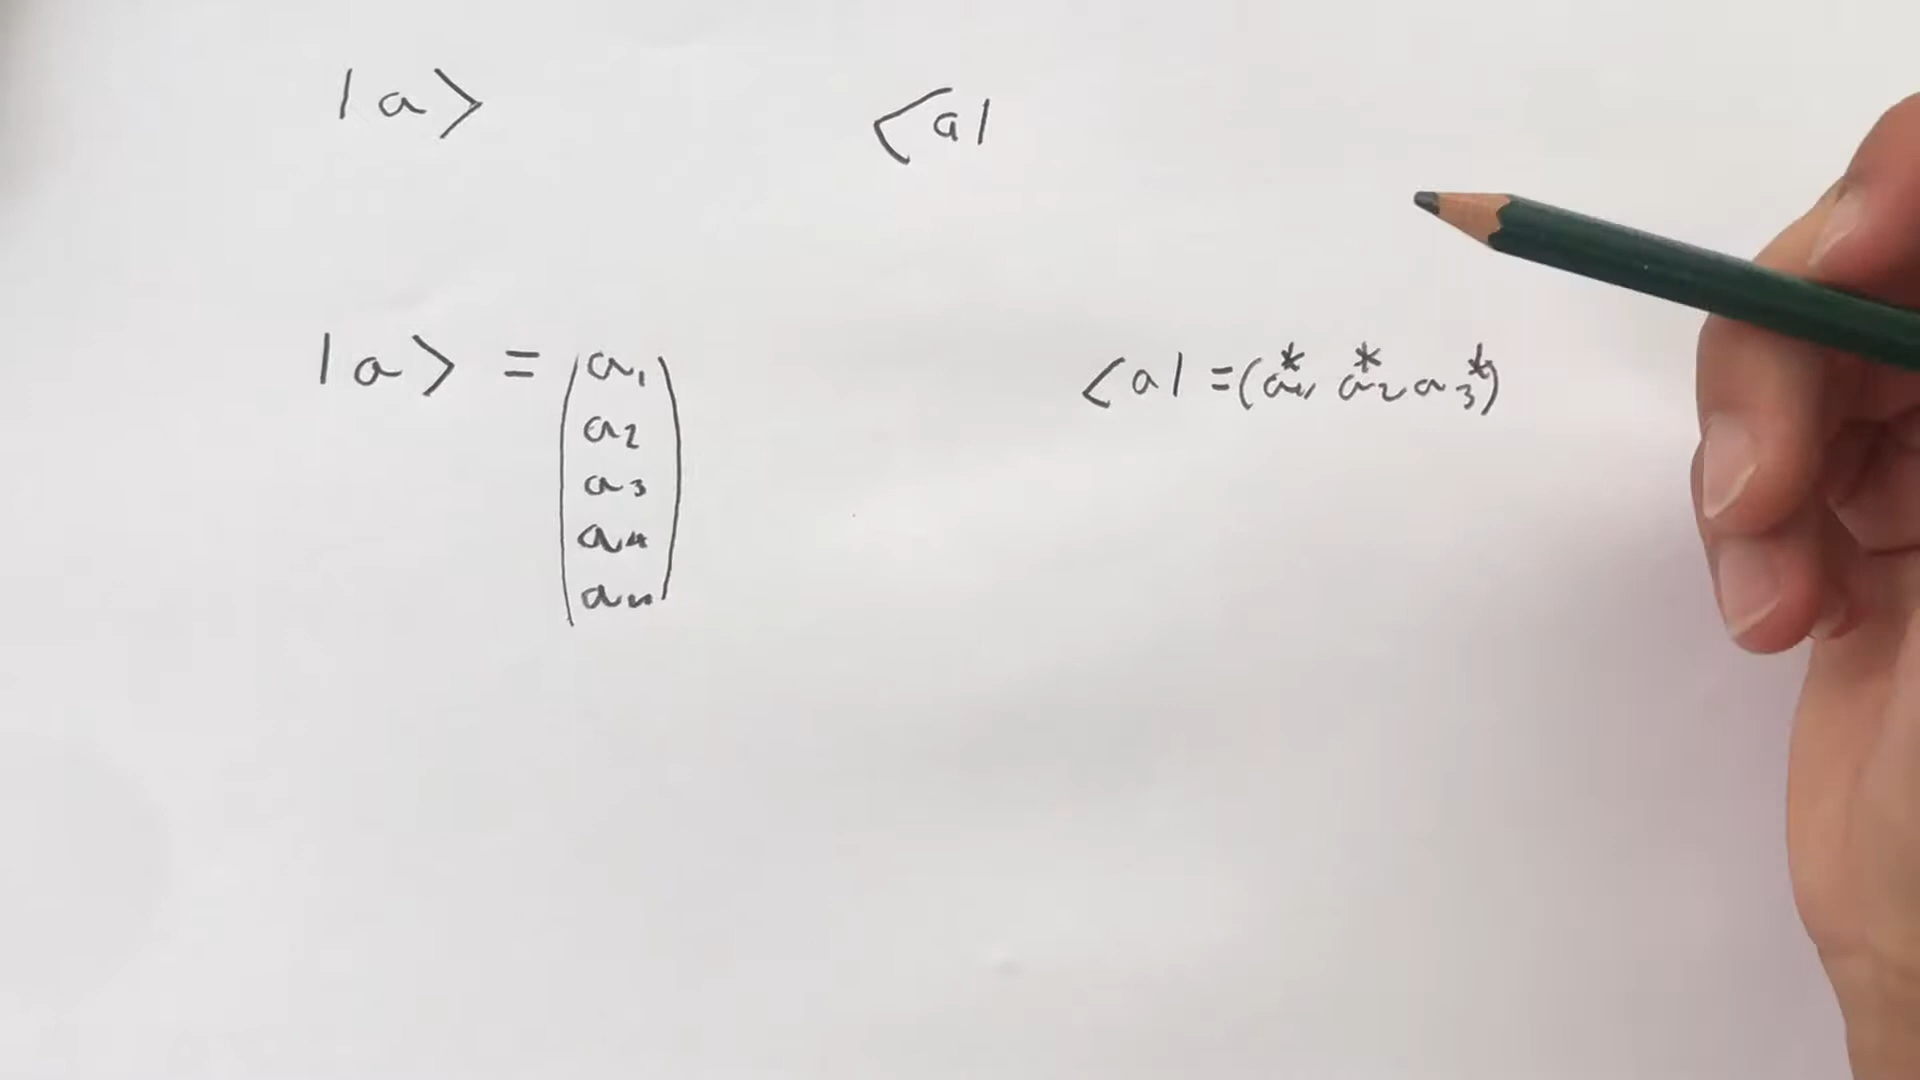 |a> <a|
|a> = (a₁ <a| = (a₁* a₂* a₃*)
a₂
a₃
a₄
aₙ)